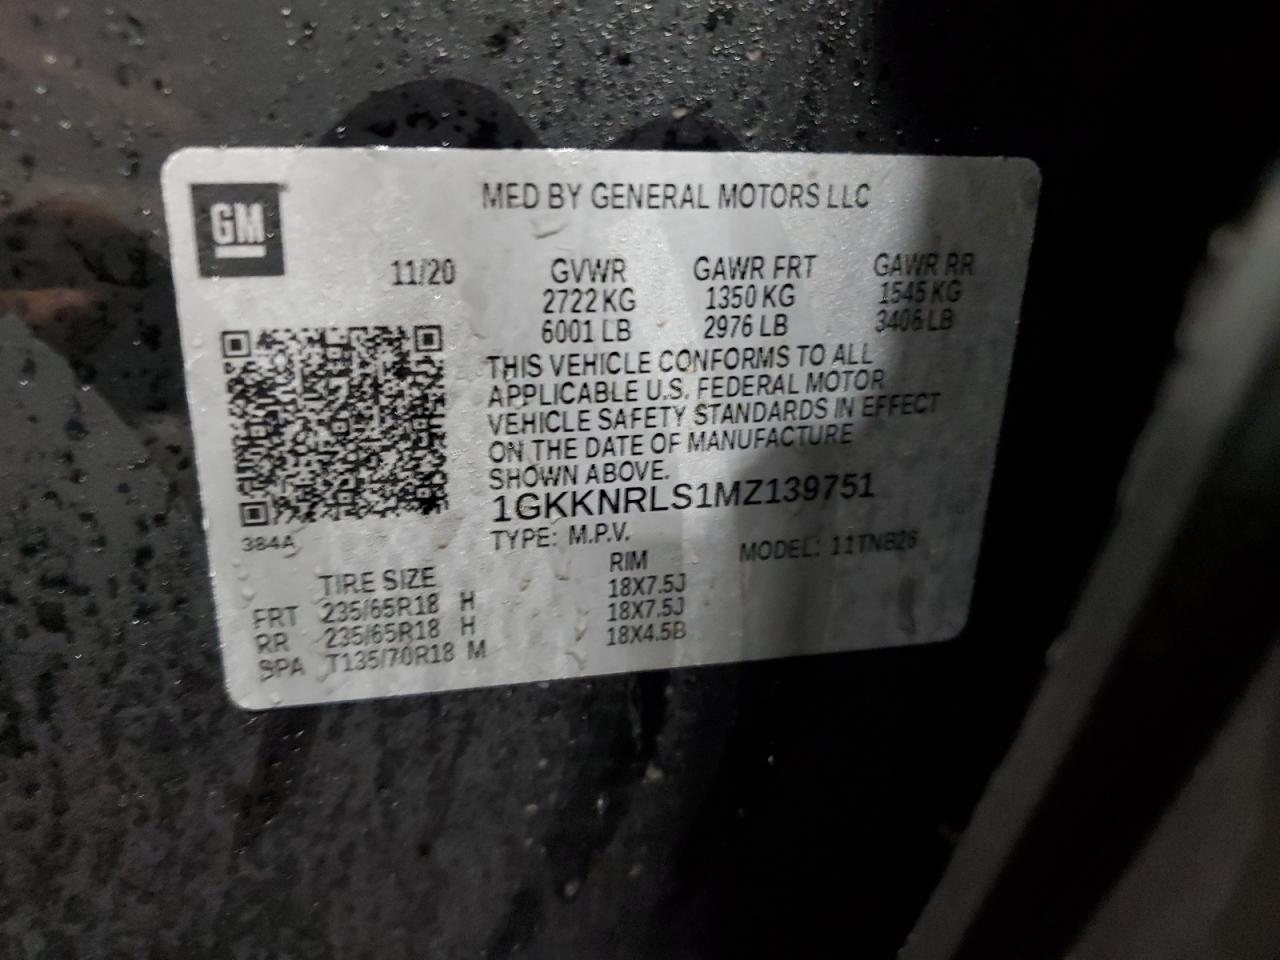 GM
MFD BY GENERAL MOTORS LLC
11/20 GVWR GAWR FRT GAWR RR
2722 KG 1350 KG 1545 KG
6001 LB 2976 LB 3406 LB
THIS VEHICLE CONFORMS TO ALL
APPLICABLE U.S. FEDERAL MOTOR
VEHICLE SAFETY STANDARDS IN EFFECT
ON THE DATE OF MANUFACTURE
SHOWN ABOVE.
1GKKNRLS1MZ139751
384A
TYPE: M.P.V. MODEL: 11TNB26
TIRE SIZE RIM
FRT 235/65R18 H 18X7.5J
RR 235/65R18 H 18X7.5J
SPA T135/70R18 M 18X4.5B